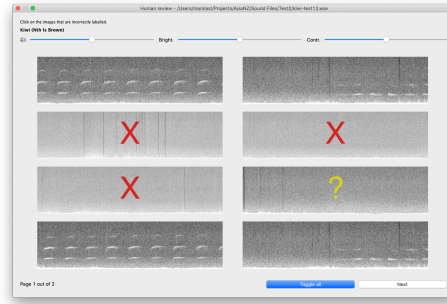 Human review - /Users/marslast/Projects/AviaNZ/Sound Files/Test2/kiwi-test12.wav
Click on the images that are incorrectly labelled.
Kiwi (Nth Is Brown)
Bright. Contr.
X X
X ?
Page 1 out of 2 Toggle all Next